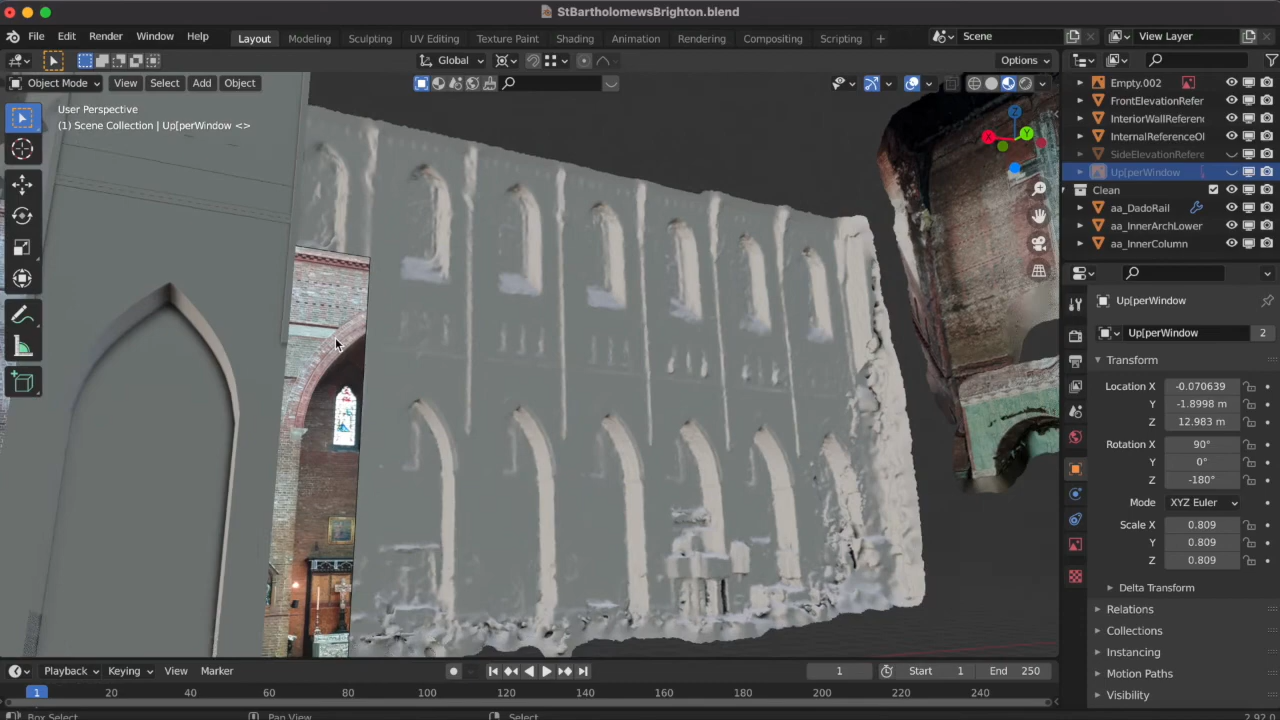 StBartholomewsBrighton.blend
File Edit Render Window Help Layout Modeling Sculpting UV Editing Texture Paint Shading Animation Rendering Compositing Scripting + Scene View Layer
Global Options
Object Mode View Select Add Object
User Perspective
(1) Scene Collection | Up[perWindow <>
X Y Z
Empty.002
FrontElevationRefer
InteriorWallReferenc
InternalReferenceOl
SideElevationRefere
Up[perWindow
Clean
aa_DadoRail
aa_InnerArchLower
aa_InnerColumn
Up[perWindow
Up[perWindow 2
Transform
Location X -0.070639
Y -1.8998 m
Z 12.983 m
Rotation X 90°
Y 0°
Z -180°
Mode XYZ Euler
Scale X 0.809
Y 0.809
Z 0.809
Delta Transform
Relations
Collections
Instancing
Motion Paths
Visibility
Playback Keying View Marker 1 Start 1 End 250
1 20 40 60 80 100 120 140 160 180 200 220 240
Box Select Pan View Select 2.92.0